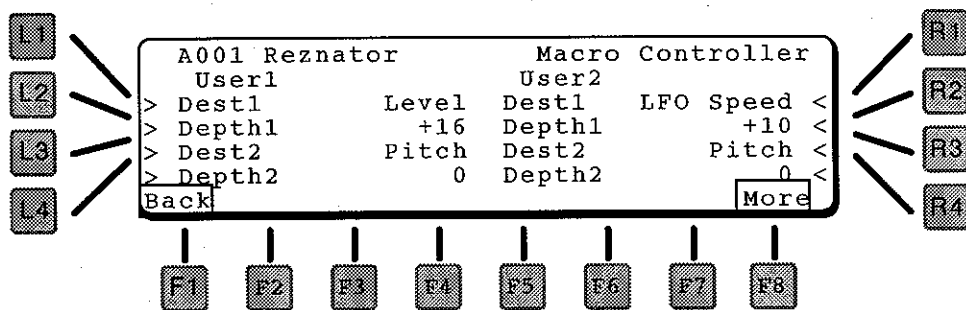 L1
L2
L3
L4
A001 Reznator Macro Controller
User1 User2
> Dest1 Level Dest1 LFO Speed <
> Depth1 +16 Depth1 +10 <
> Dest2 Pitch Dest2 Pitch <
> Depth2 0 Depth2 0 <
Back More
R1
R2
R3
R4
F1 F2 F3 F4 F5 F6 F7 F8